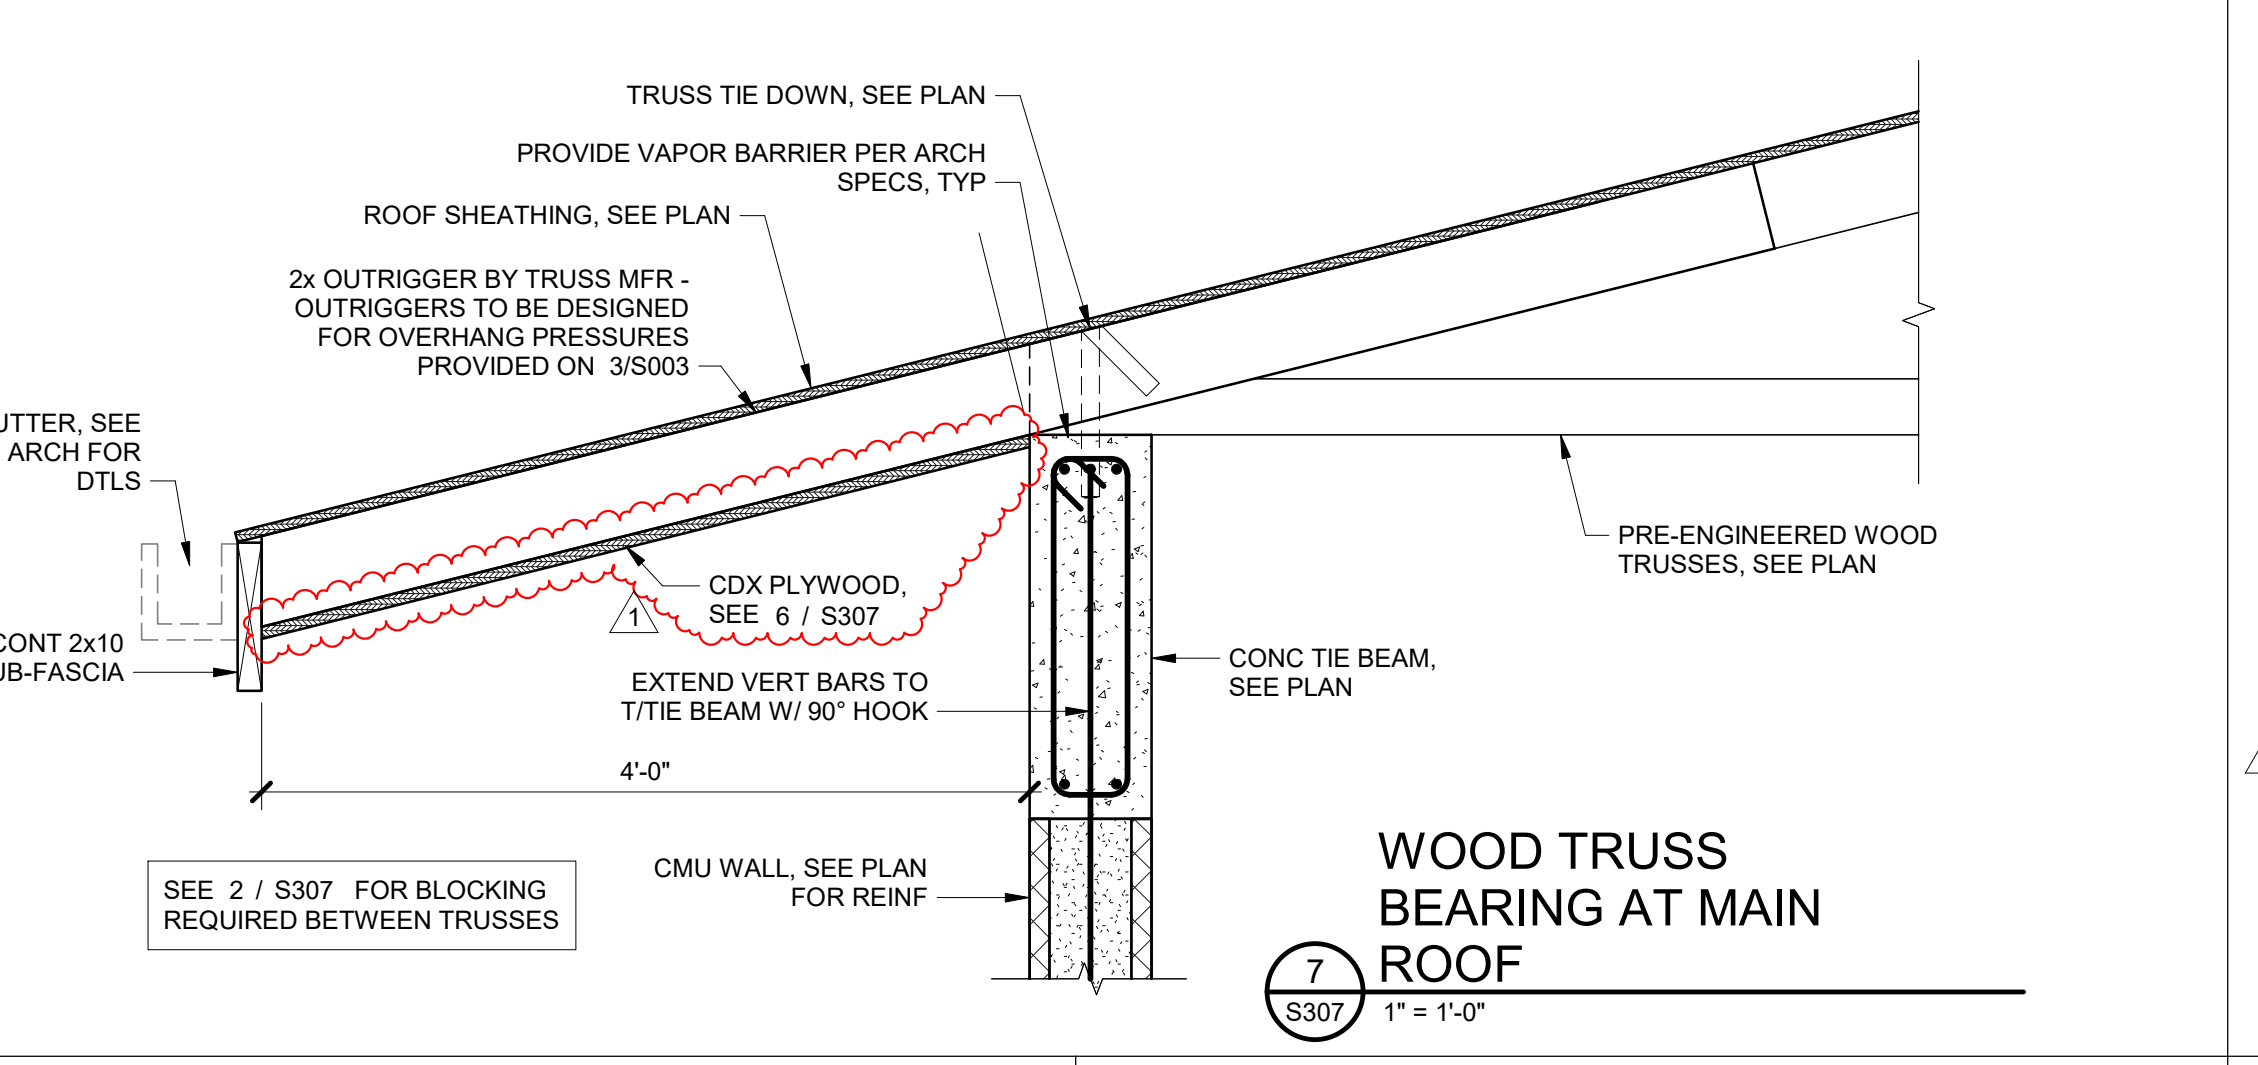 TRUSS TIE DOWN, SEE PLAN
PROVIDE VAPOR BARRIER PER ARCH
SPECS, TYP
ROOF SHEATHING, SEE PLAN
2x OUTRIGGER BY TRUSS MFR -
OUTRIGGERS TO BE DESIGNED
FOR OVERHANG PRESSURES
PROVIDED ON 3/S003
UTTER, SEE
ARCH FOR
DTLS
CONT 2x10
UB-FASCIA
CDX PLYWOOD,
SEE 6 / S307
1
EXTEND VERT BARS TO
T/TIE BEAM W/ 90° HOOK
4'-0"
PRE-ENGINEERED WOOD
TRUSSES, SEE PLAN
CONC TIE BEAM,
SEE PLAN
CMU WALL, SEE PLAN
FOR REINF
SEE 2 / S307 FOR BLOCKING
REQUIRED BETWEEN TRUSSES
WOOD TRUSS
BEARING AT MAIN
ROOF
7
S307
1" = 1'-0"